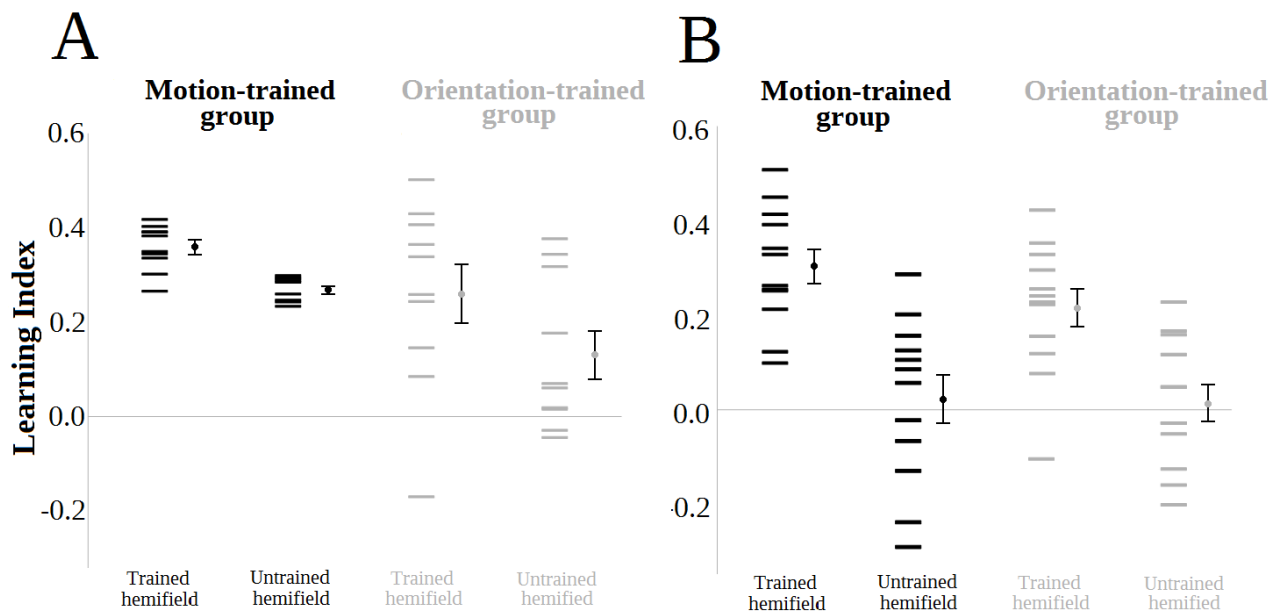 A
B
Motion-trained
group
Orientation-trained
group
Motion-trained
group
Orientation-trained
group
Learning Index
0.6
0.4
0.2
0.0
-0.2
0.6
0.4
0.2
0.0
-0.2
Trained
hemifield
Untrained
hemifield
Trained
hemifield
Untrained
hemified
Trained
hemifield
Untrained
hemifield
Trained
hemifield
Untrained
hemifield